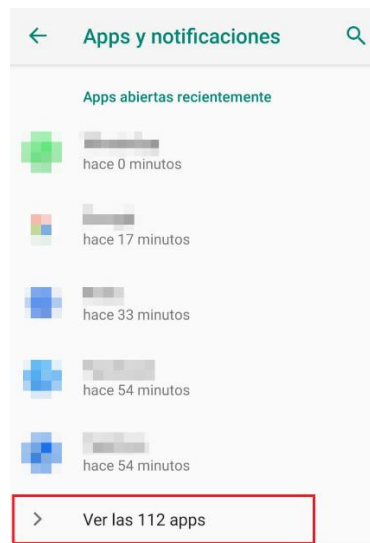 Apps y notificaciones
Apps abiertas recientemente
hace 0 minutos
hace 17 minutos
hace 33 minutos
hace 54 minutos
hace 54 minutos
Ver las 112 apps